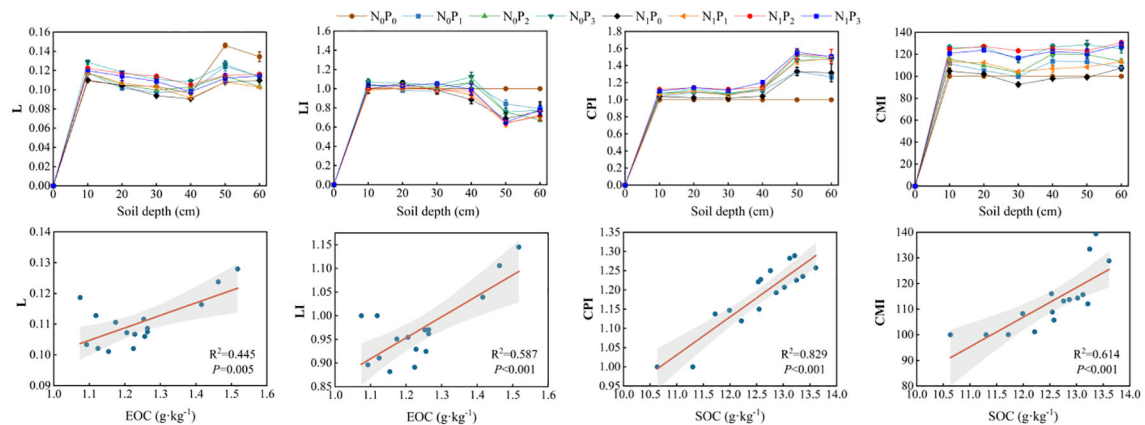 N0P0 N0P1 N0P2 N0P3 N1P0 N1P1 N1P2 N1P3
L
0.16
0.14
0.12
0.10
0.08
0.06
0.04
0.02
0.00
0 10 20 30 40 50 60
Soil depth (cm)
LI
1.4
1.2
1.0
0.8
0.6
0.4
0.2
0.0
0 10 20 30 40 50 60
Soil depth (cm)
CPI
1.8
1.6
1.4
1.2
1.0
0.8
0.6
0.4
0.2
0.0
0 10 20 30 40 50 60
Soil depth (cm)
CMI
140
120
100
80
60
40
20
0
0 10 20 30 40 50 60
Soil depth (cm)
L
0.14
0.13
0.12
0.11
0.10
0.09
R²=0.445
P=0.005
1.0 1.1 1.2 1.3 1.4 1.5 1.6
EOC (g·kg⁻¹)
LI
1.15
1.10
1.05
1.00
0.95
0.90
0.85
R²=0.587
P<0.001
1.0 1.1 1.2 1.3 1.4 1.5 1.6
EOC (g·kg⁻¹)
CPI
1.35
1.30
1.25
1.20
1.15
1.10
1.05
1.00
0.95
R²=0.829
P<0.001
10.0 10.5 11.0 11.5 12.0 12.5 13.0 13.5 14.0
SOC (g·kg⁻¹)
CMI
140
130
120
110
100
90
80
R²=0.614
P<0.001
10.0 10.5 11.0 11.5 12.0 12.5 13.0 13.5 14.0
SOC (g·kg⁻¹)